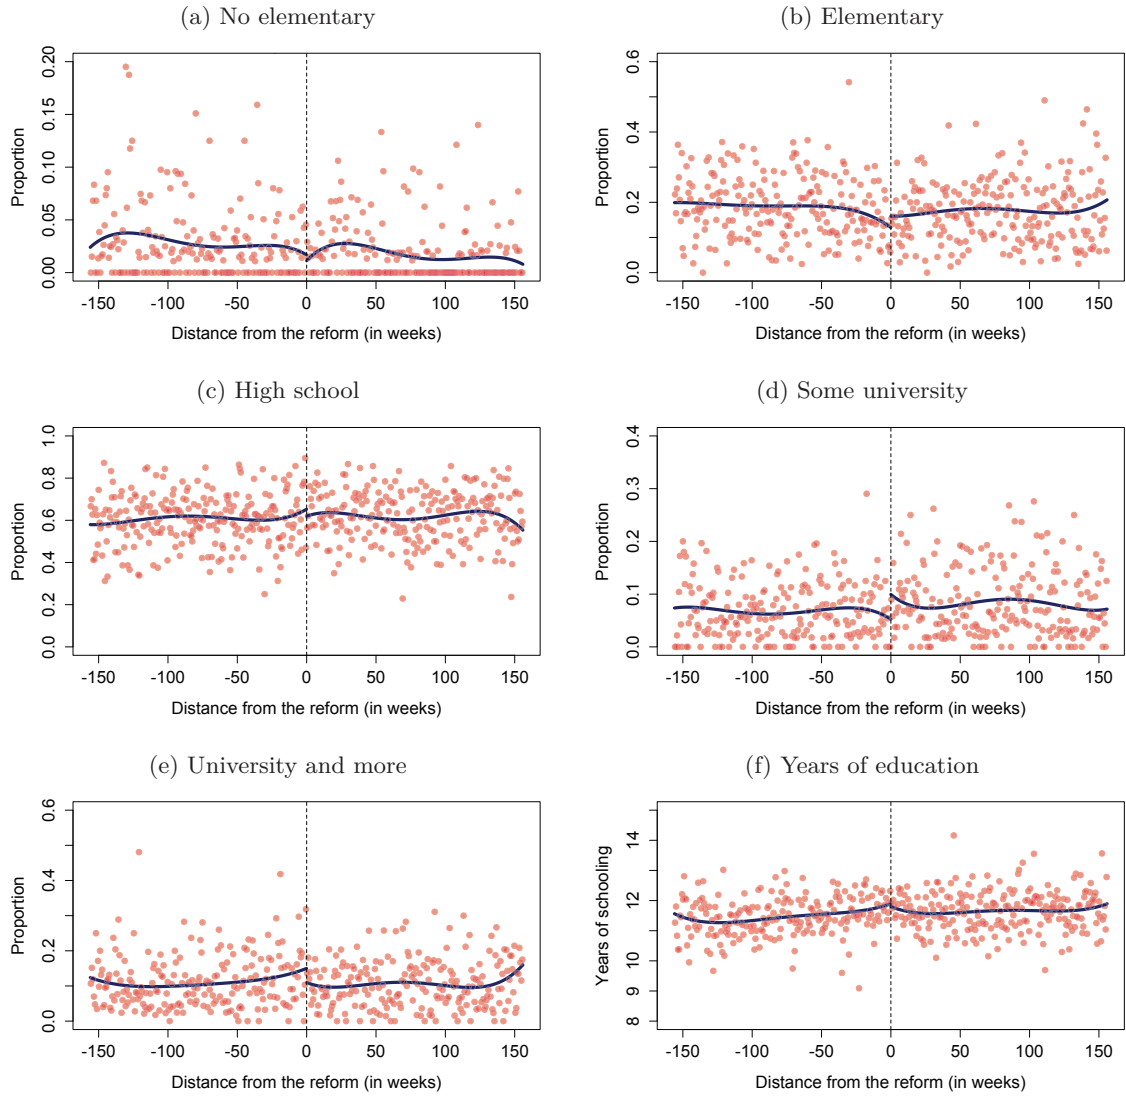 (a) No elementary
(b) Elementary
Proportion
0.00 0.05 0.10 0.15 0.20
-150 -100 -50 0 50 100 150
Distance from the reform (in weeks)
Proportion
0.0 0.2 0.4 0.6
-150 -100 -50 0 50 100 150
Distance from the reform (in weeks)
(c) High school
(d) Some university
Proportion
0.0 0.2 0.4 0.6 0.8 1.0
-150 -100 -50 0 50 100 150
Distance from the reform (in weeks)
Proportion
0.0 0.1 0.2 0.3 0.4
-150 -100 -50 0 50 100 150
Distance from the reform (in weeks)
(e) University and more
(f) Years of education
Proportion
0.0 0.2 0.4 0.6
-150 -100 -50 0 50 100 150
Distance from the reform (in weeks)
Years of schooling
8 9 10 11 12 14
-150 -100 -50 0 50 100 150
Distance from the reform (in weeks)